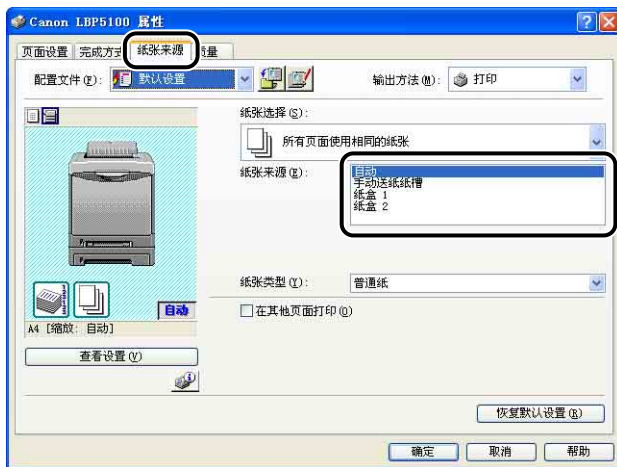 Canon LBP5100 属性
页面设置 完成方式 纸张来源 质量
配置文件(F): 默认设置 输出方法(M): 打印
纸张选择(S):
所有页面使用相同的纸张
纸张来源(E):
自动
手动送纸纸槽
纸盒 1
纸盒 2
纸张类型(Y): 普通纸
自动
在其他页面打印(O)
A4 [缩放: 自动]
查看设置(V)
恢复默认设置(R)
确定 取消 帮助